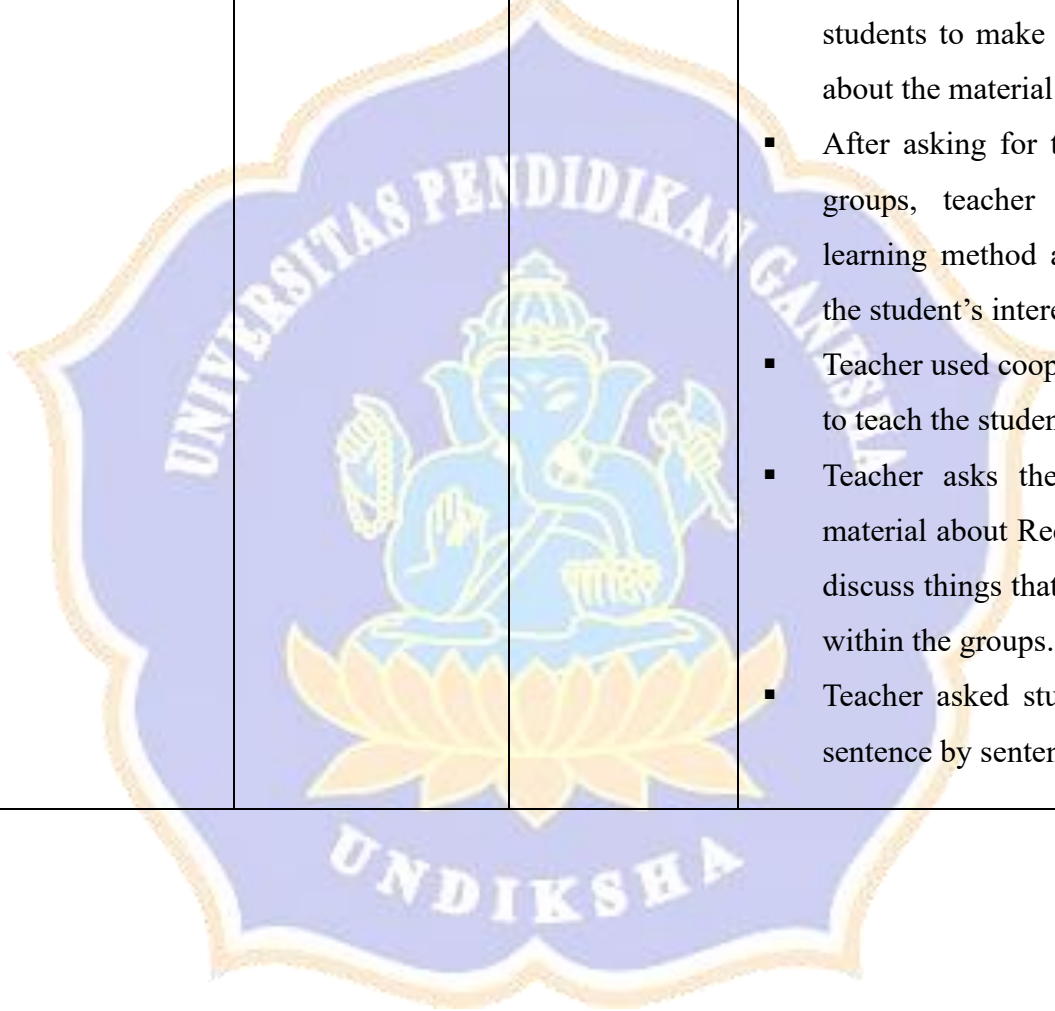 students to make
about the material
▪ After asking for t
groups, teacher
learning method a
the student’s intere
▪ Teacher used coop
to teach the studen
▪ Teacher asks the
material about Rec
discuss things that
within the groups.
▪ Teacher asked stu
sentence by senten
UNIVERSITAS PENDIDIKAN GANESHA
UNDIKSHA